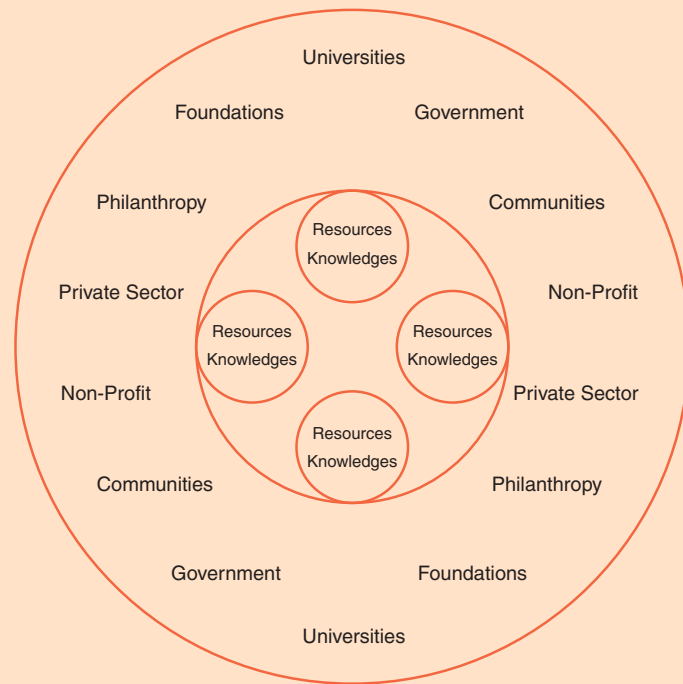 Universities
Foundations Government
Philanthropy Communities
Resources
Knowledges
Private Sector Non-Profit
Resources Resources
Knowledges Knowledges
Non-Profit Private Sector
Resources
Knowledges
Communities Philanthropy
Government Foundations
Universities